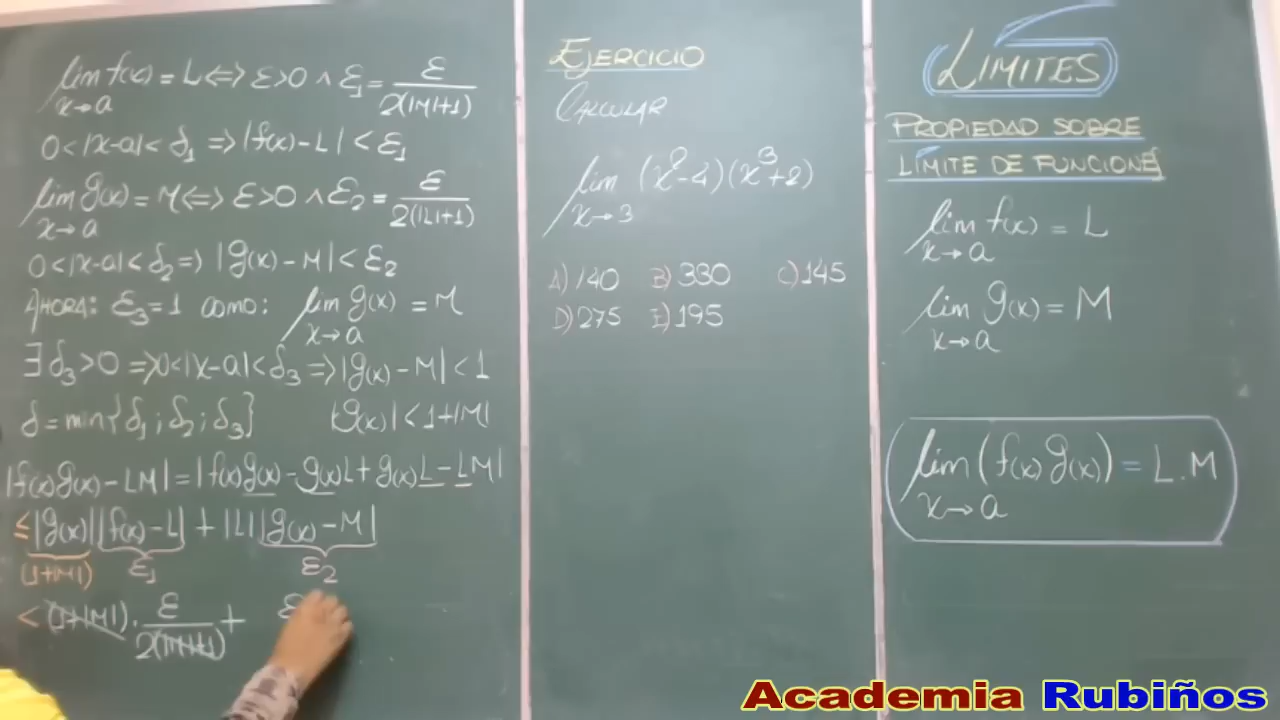 lim f(x) = L ⇔ ε>0 ∧ ε₁ = ε/2(|M|+1)
x→a
0<|x-a|<δ₁ ⇒ |f(x)-L| < ε₁
lim g(x) = M ⇔ ε>0 ∧ ε₂ = ε/2(|L|+1)
x→a
0<|x-a|<δ₂ ⇒ |g(x)-M| < ε₂
AHORA: ε₃=1 como: lim g(x) = M
x→a
∃ δ₃>0 ⇒ 0<|x-a|<δ₃ ⇒ |g(x)-M| < 1
δ = min{δ₁; δ₂; δ₃} |g(x)| < 1+|M|
|f(x)g(x)-LM| = |f(x)g(x)-g(x)L+g(x)L-LM|
≤ |g(x)||f(x)-L| + |L||g(x)-M|
(1+|M|) ε₁ ε₂
< (1+|M|) · ε/2(|M|+1) + ε
EJERCICIO
CALCULAR
lim (x²-4)(x³+2)
x→3
A) 140 B) 330 C) 145
D) 275 E) 195
LÍMITES
PROPIEDAD SOBRE
LÍMITE DE FUNCIONES
lim f(x) = L
x→a
lim g(x) = M
x→a
lim (f(x) g(x)) = L.M
x→a
Academia Rubiños